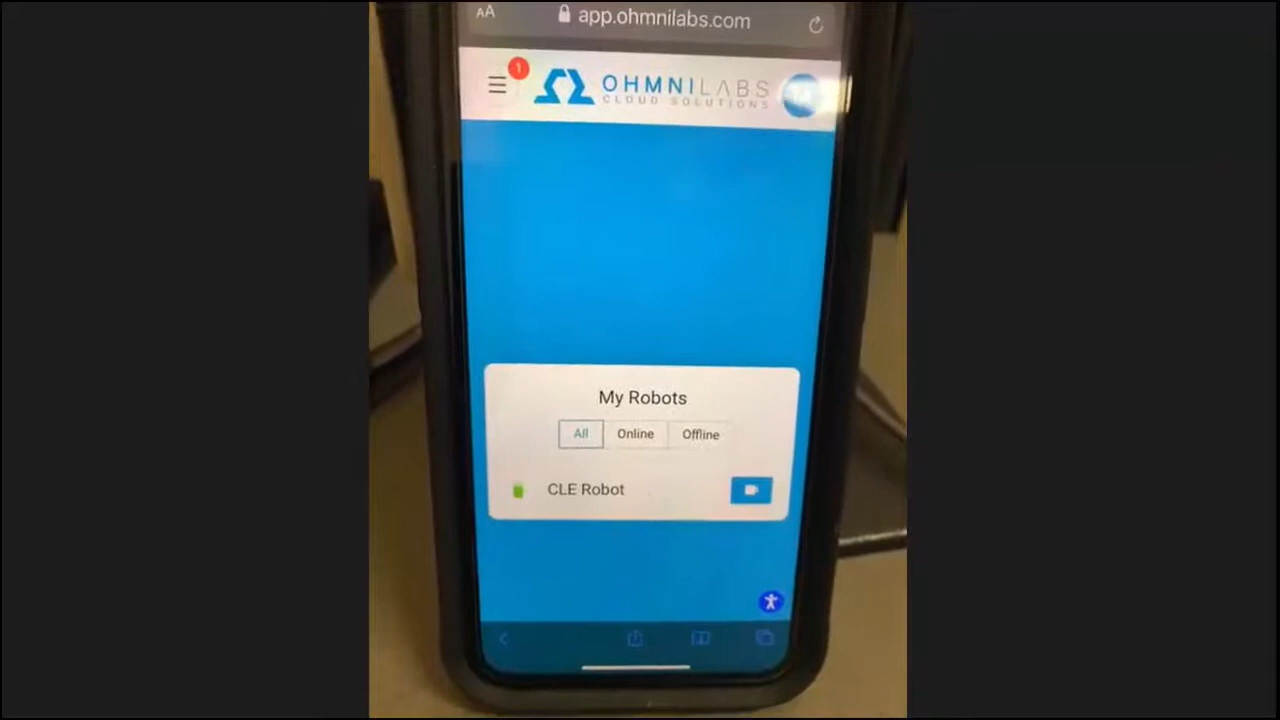 AA app.ohmnilabs.com
1
OHMNILABS
CLOUD SOLUTIONS
My Robots
All Online Offline
CLE Robot